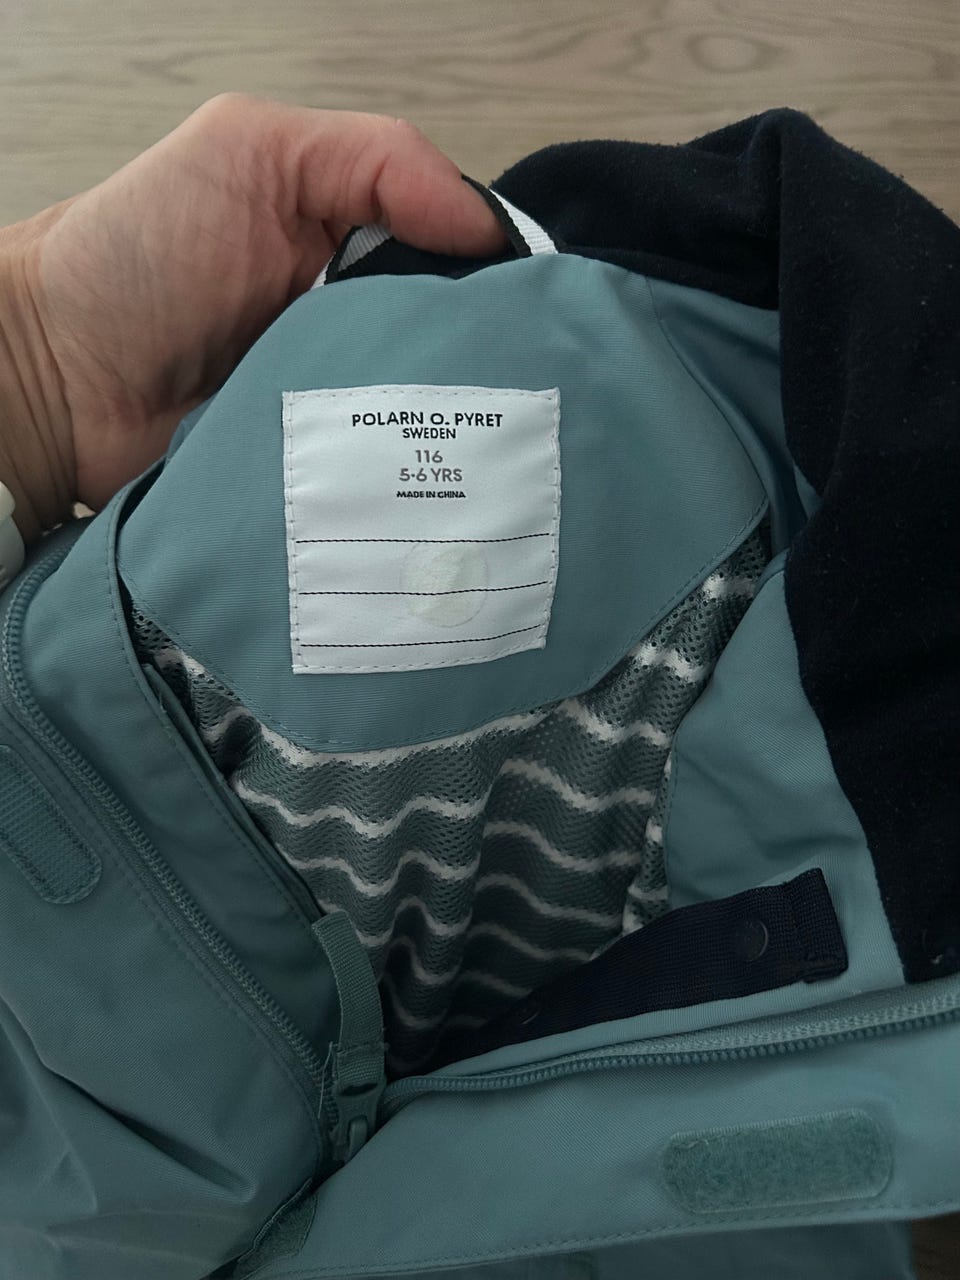 POLARN O. PYRET
SWEDEN
116
5-6 YRS
MADE IN CHINA